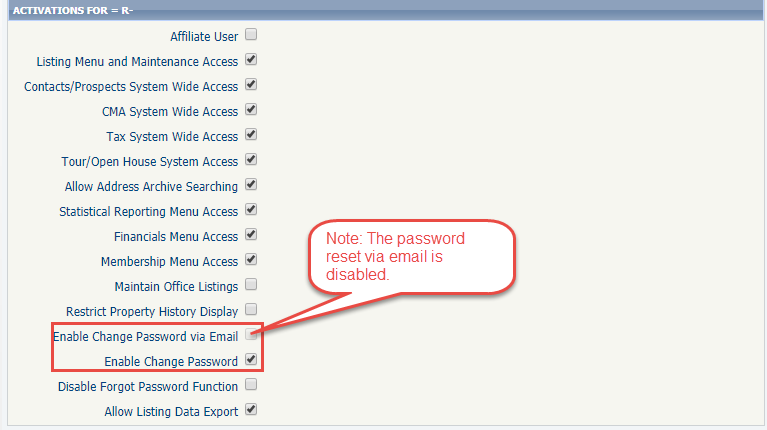 ACTIVATIONS FOR = R-
Affiliate User
Listing Menu and Maintenance Access
Contacts/Prospects System Wide Access
CMA System Wide Access
Tax System Wide Access
Tour/Open House System Access
Allow Address Archive Searching
Statistical Reporting Menu Access
Financials Menu Access
Membership Menu Access
Maintain Office Listings
Restrict Property History Display
Enable Change Password via Email
Enable Change Password
Disable Forgot Password Function
Allow Listing Data Export
Note: The password
reset via email is
disabled.